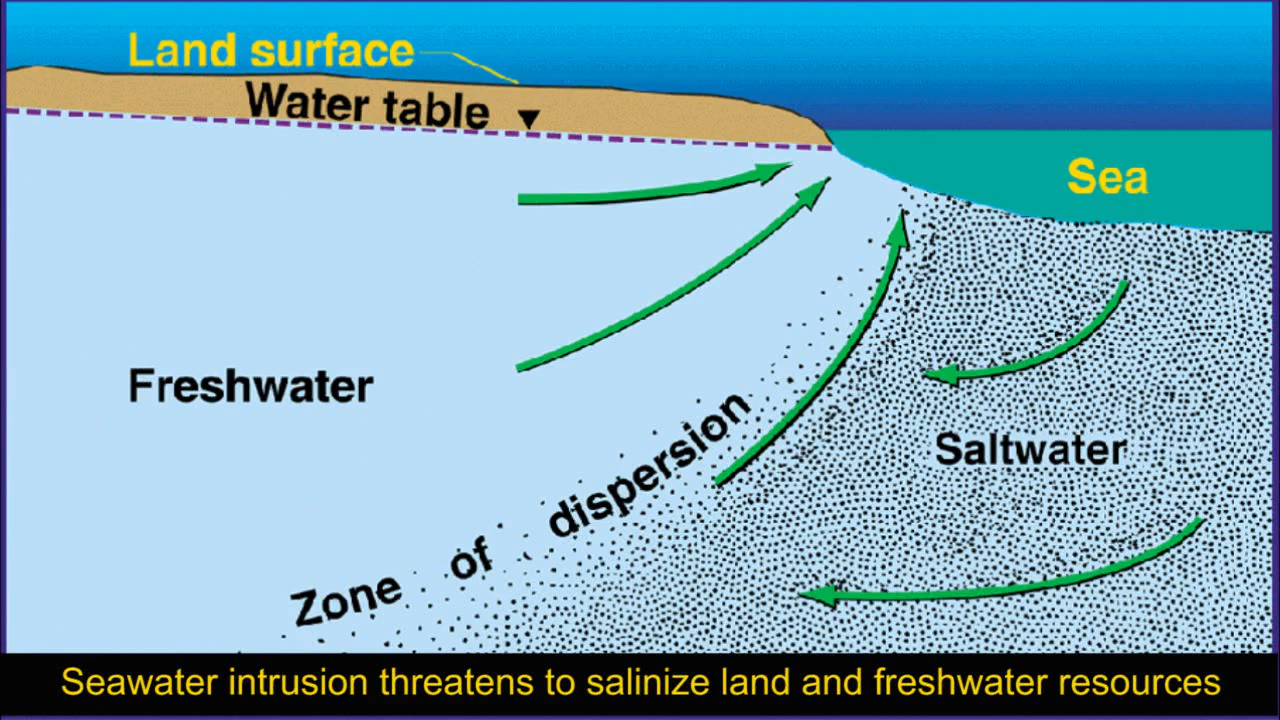 Land surface
Water table
Sea
Freshwater
Saltwater
Zone of dispersion
Seawater intrusion threatens to salinize land and freshwater resources